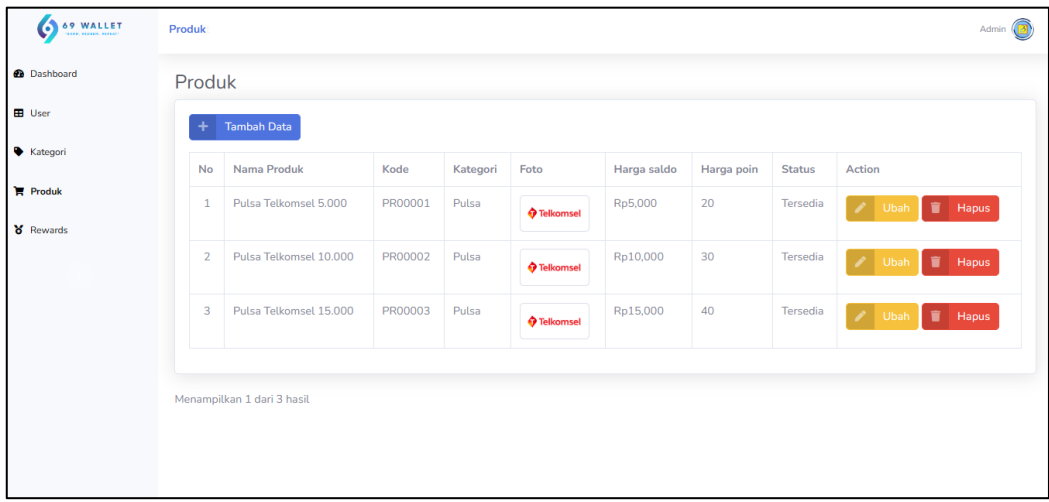 69 WALLET
Produk
Admin
Dashboard
User
Kategori
Produk
Rewards
Produk
+ Tambah Data
No Nama Produk Kode Kategori Foto Harga saldo Harga poin Status Action
1 Pulsa Telkomsel 5.000 PR00001 Pulsa Telkomsel Rp5,000 20 Tersedia Ubah Hapus
2 Pulsa Telkomsel 10.000 PR00002 Pulsa Telkomsel Rp10,000 30 Tersedia Ubah Hapus
3 Pulsa Telkomsel 15.000 PR00003 Pulsa Telkomsel Rp15,000 40 Tersedia Ubah Hapus
Menampilkan 1 dari 3 hasil